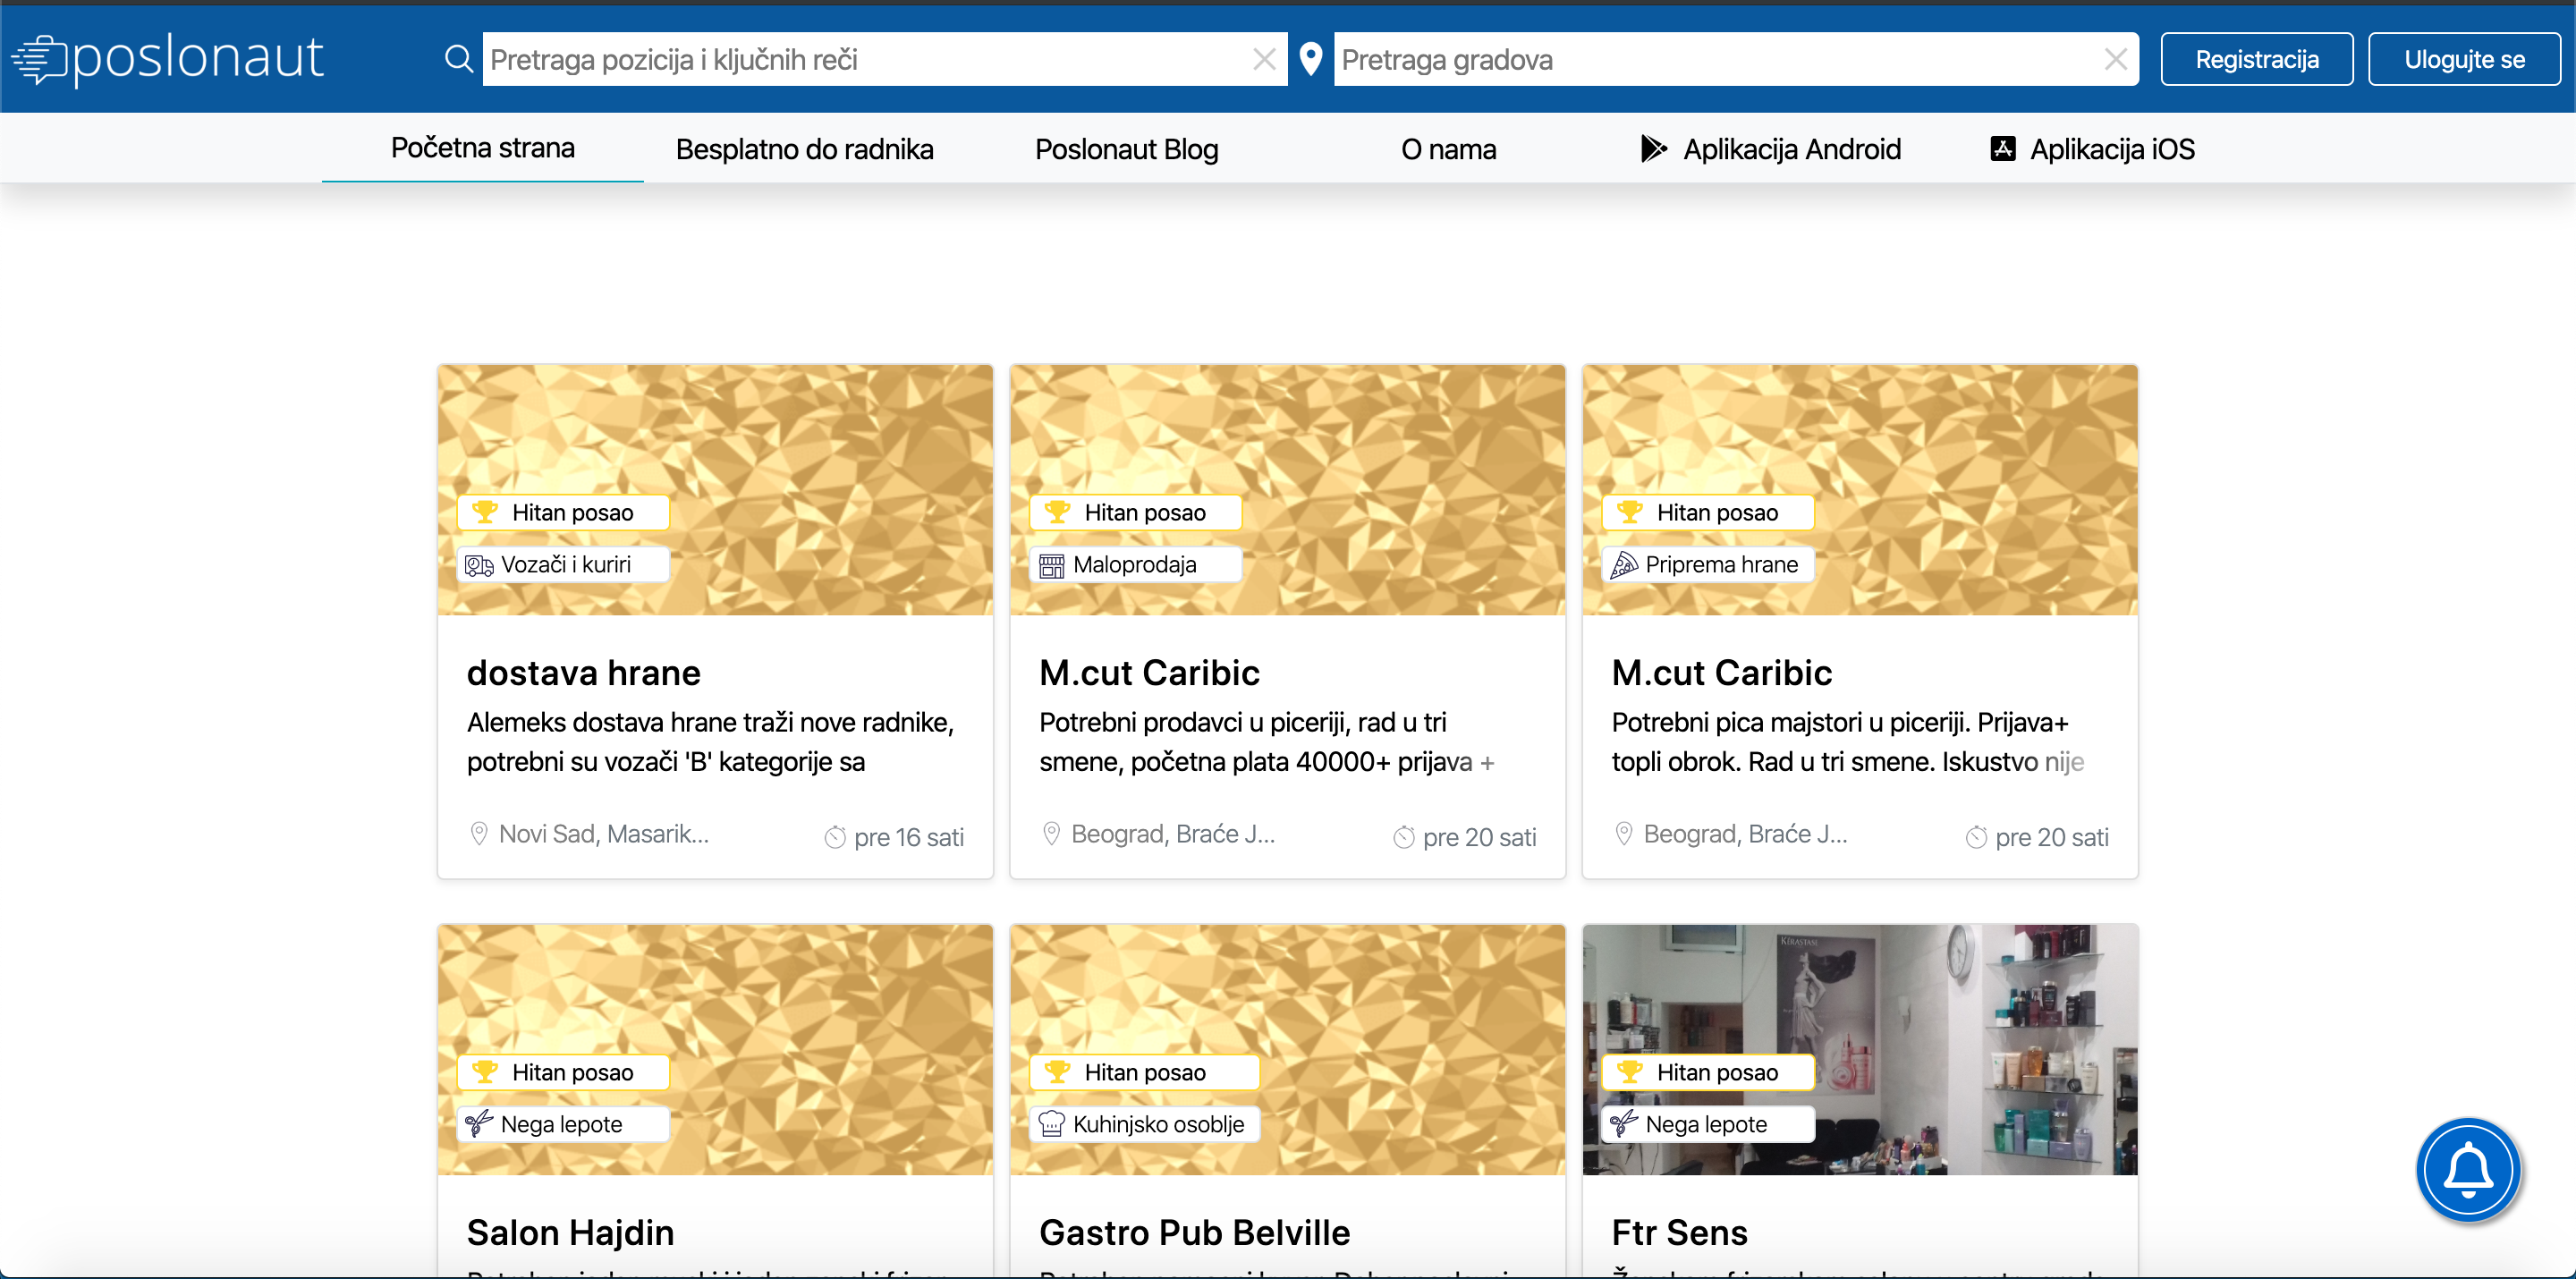 poslonaut
Pretraga pozicija i ključnih reči
Pretraga gradova
Registracija
Ulogujte se
Početna strana
Besplatno do radnika
Poslonaut Blog
O nama
Aplikacija Android
Aplikacija iOS
Hitan posao
Vozači i kuriri
dostava hrane
Alemeks dostava hrane traži nove radnike,
potrebni su vozači 'B' kategorije sa
Novi Sad, Masarik...
pre 16 sati
Hitan posao
Maloprodaja
M.cut Caribic
Potrebni prodavci u piceriji, rad u tri
smene, početna plata 40000+ prijava +
Beograd, Braće J...
pre 20 sati
Hitan posao
Priprema hrane
M.cut Caribic
Potrebni pica majstori u piceriji. Prijava+
topli obrok. Rad u tri smene. Iskustvo nije
Beograd, Braće J...
pre 20 sati
Hitan posao
Nega lepote
Salon Hajdin
Hitan posao
Kuhinjsko osoblje
Gastro Pub Belville
KÉRASTASE
Hitan posao
Nega lepote
Ftr Sens